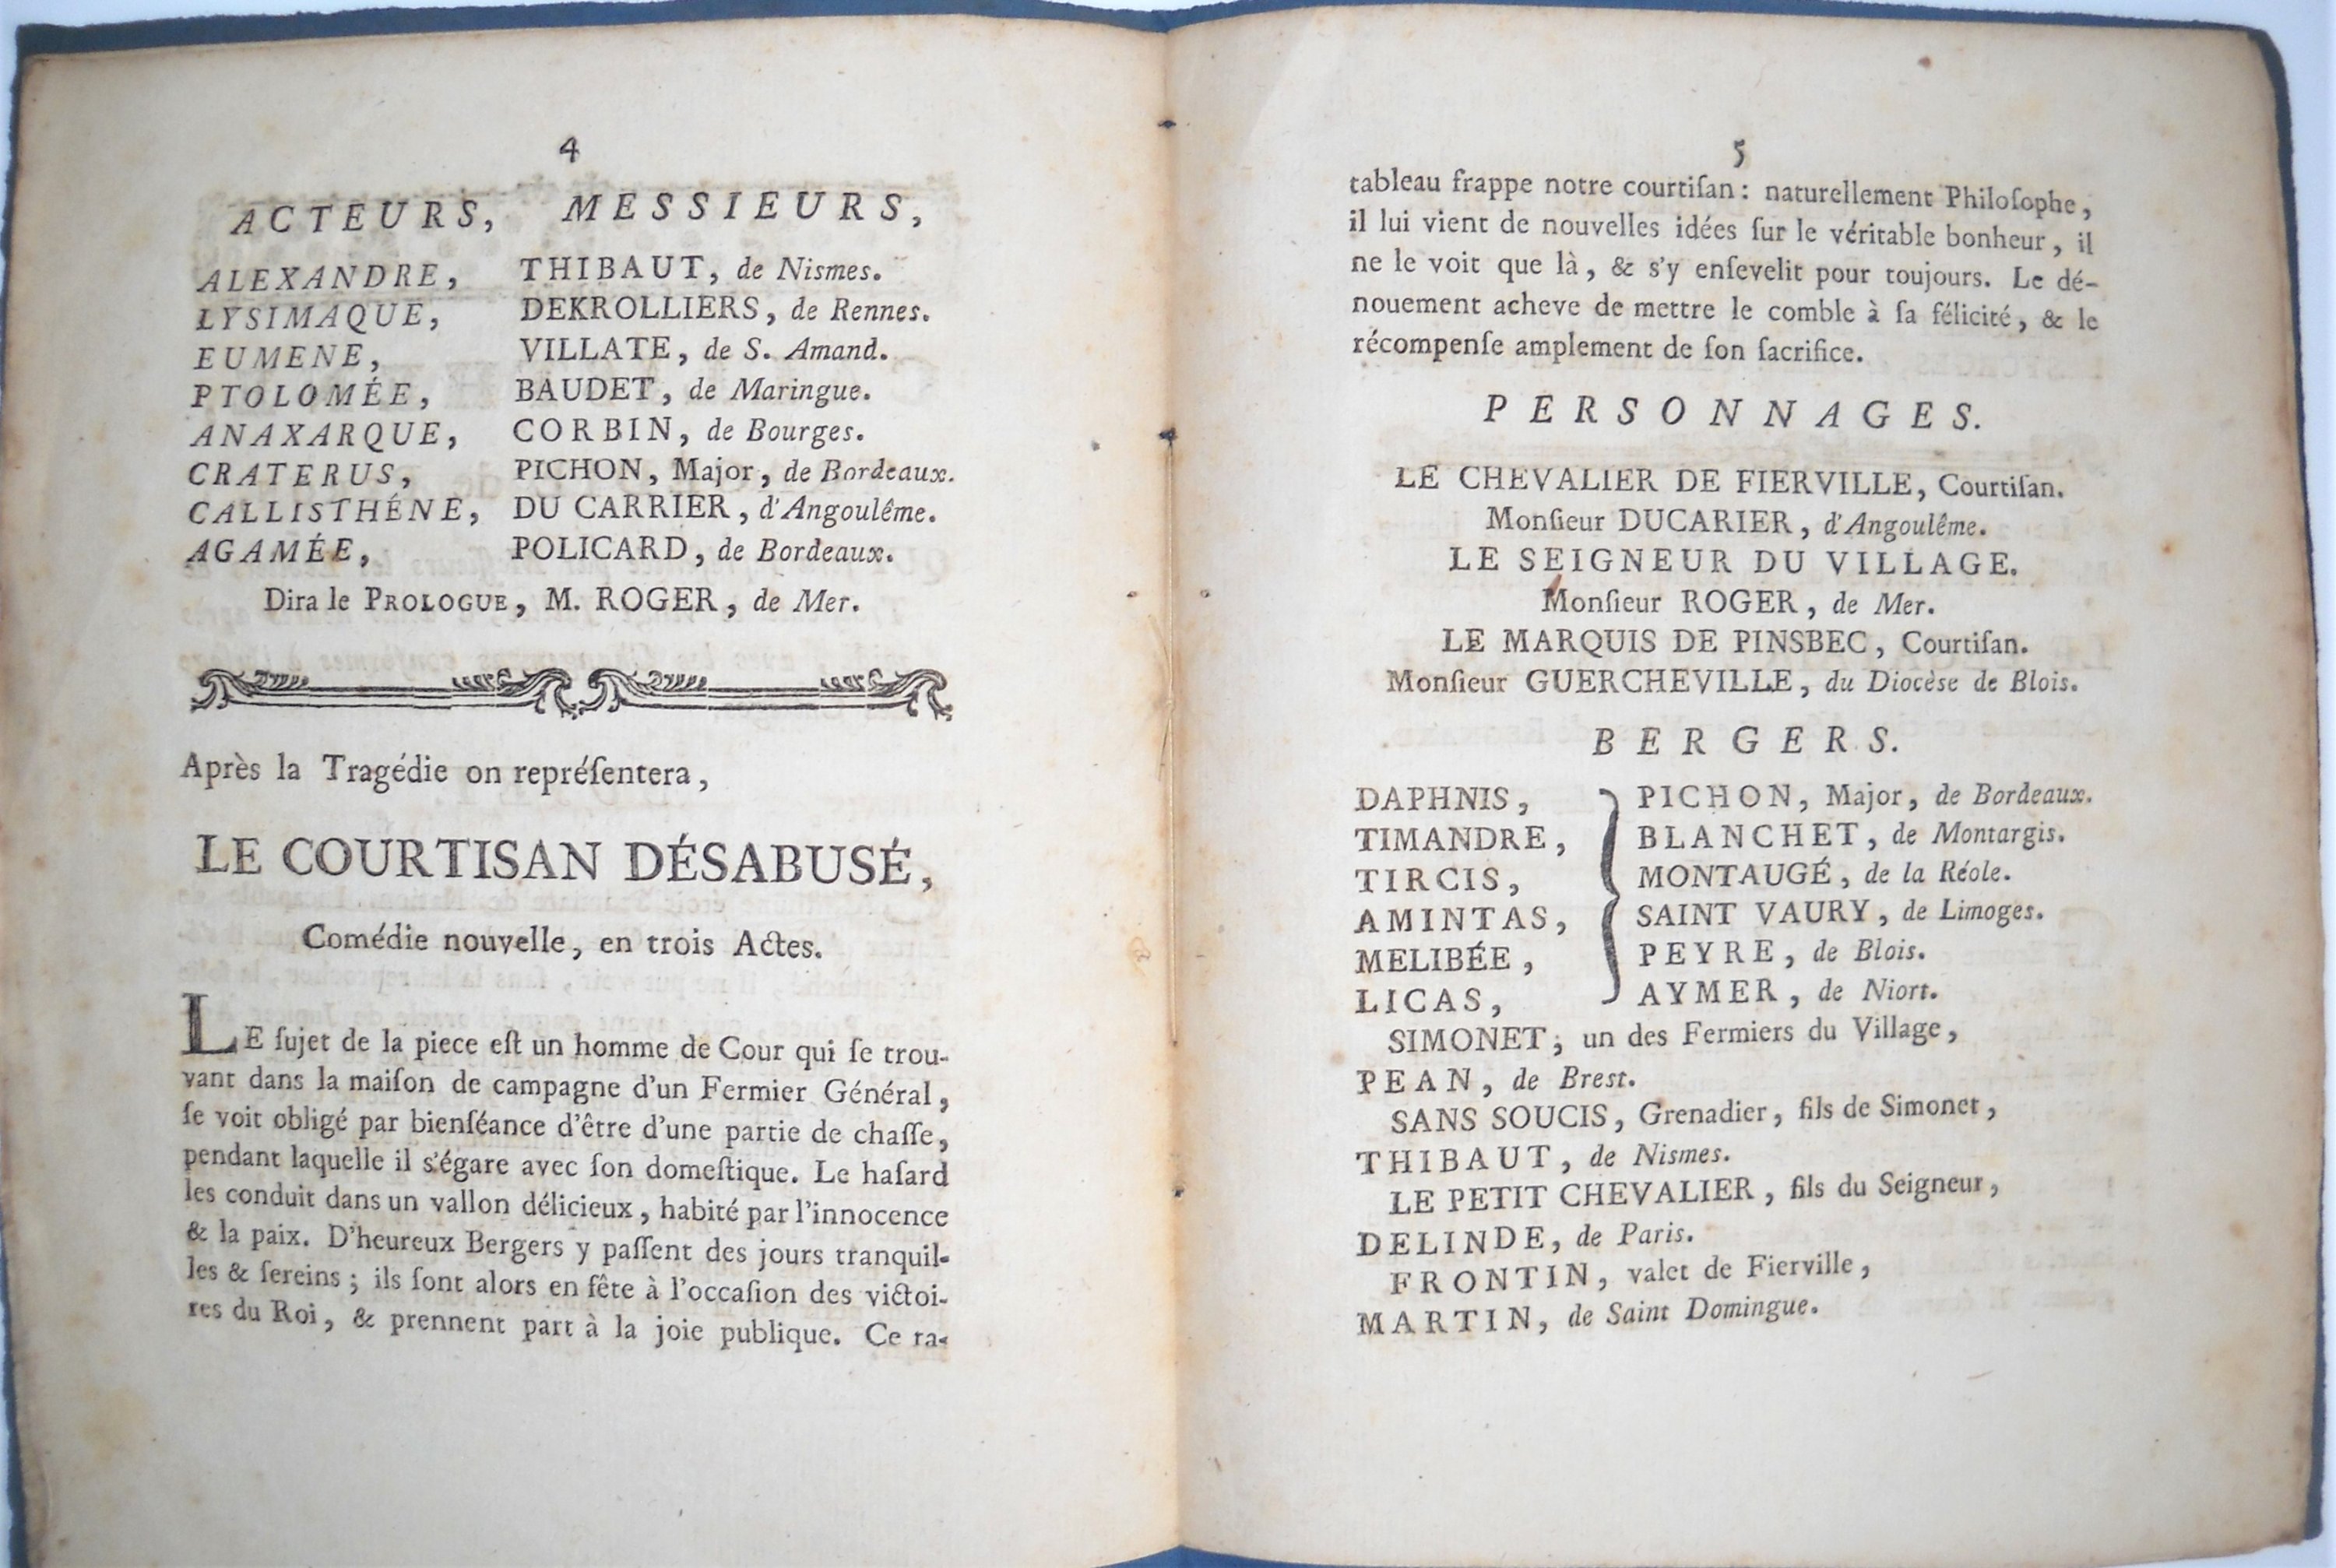 4
ACTEURS, MESSIEURS,
ALEXANDRE, THIBAUT, de Nismes.
LYSIMAQUE, DEKROLLIERS, de Rennes.
EUMENE, VILLATE, de S. Amand.
PTOLOMÉE, BAUDET, de Maringue.
ANAXARQUE, CORBIN, de Bourges.
CRATERUS, PICHON, Major, de Bordeaux.
CALLISTHÉNE, DU CARRIER, d'Angoulême.
AGAMÉE, POLICARD, de Bordeaux.
Dira le PROLOGUE, M. ROGER, de Mer.
Après la Tragédie on repréſentera,
LE COURTISAN DÉSABUSÉ,
Comédie nouvelle, en trois Actes.
LE ſujet de la piece eſt un homme de Cour qui ſe trou-
vant dans la maiſon de campagne d'un Fermier Général,
ſe voit obligé par bienſéance d'être d'une partie de chaſſe,
pendant laquelle il s'égare avec ſon domeſtique. Le haſard
les conduit dans un vallon délicieux, habité par l'innocence
& la paix. D'heureux Bergers y paſſent des jours tranquil-
les & ſereins; ils ſont alors en fête à l'occaſion des victoi-
res du Roi, & prennent part à la joie publique. Ce ta-
5
tableau frappe notre courtiſan: naturellement Philoſophe,
il lui vient de nouvelles idées ſur le véritable bonheur, il
ne le voit que là, & s'y enſevelit pour toujours. Le dé-
nouement acheve de mettre le comble à ſa félicité, & le
récompenſe amplement de ſon ſacrifice.
PERSONNAGES.
LE CHEVALIER DE FIERVILLE, Courtiſan.
Monſieur DUCARIER, d'Angoulême.
LE SEIGNEUR DU VILLAGE.
Monſieur ROGER, de Mer.
LE MARQUIS DE PINSBEC, Courtiſan.
Monſieur GUERCHEVILLE, du Diocèse de Blois.
BERGERS.
DAPHNIS, PICHON, Major, de Bordeaux.
TIMANDRE, BLANCHET, de Montargis.
TIRCIS, MONTAUGÉ, de la Réole.
AMINTAS, SAINT VAURY, de Limoges.
MELIBÉE, PEYRE, de Blois.
LICAS, AYMER, de Niort.
SIMONET; un des Fermiers du Village,
PEAN, de Brest.
SANS SOUCIS, Grenadier, fils de Simonet,
THIBAUT, de Nismes.
LE PETIT CHEVALIER, fils du Seigneur,
DELINDE, de Paris.
FRONTIN, valet de Fierville,
MARTIN, de Saint Domingue.